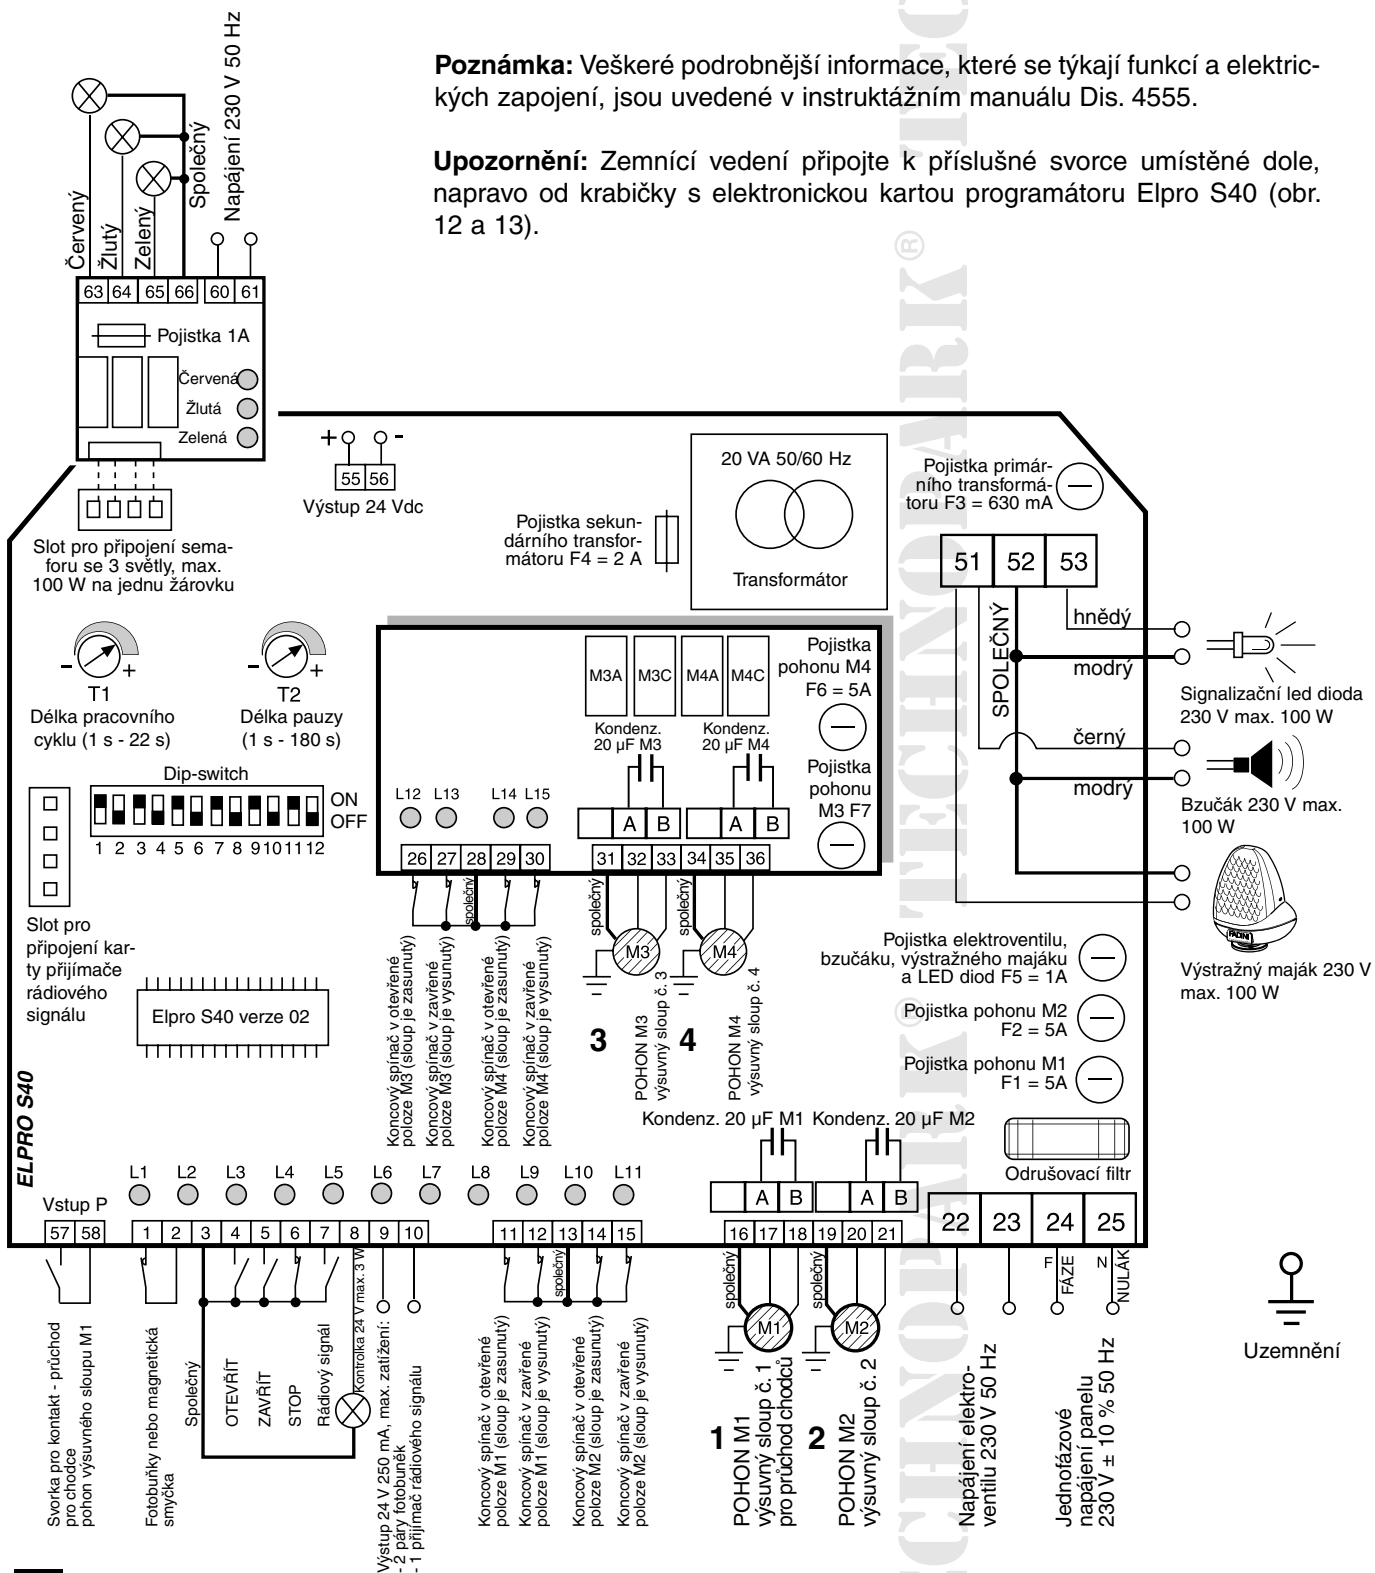 Poznámka: Veškeré podrobnější informace, které se týkají funkcí a elektric-
kých zapojení, jsou uvedené v instruktážním manuálu Dis. 4555.
Upozornění: Zemnící vedení připojte k příslušné svorce umístěné dole,
napravo od krabičky s elektronickou kartou programátoru Elpro S40 (obr.
12 a 13).
Červený
Žlutý
Zelený
Společný
Napájení 230 V 50 Hz
63 64 65 66 60 61
Pojistka 1A
Červená
Žlutá
Zelená
Slot pro připojení sema-
foru se 3 světly, max.
100 W na jednu žárovku
+ -
55 56
Výstup 24 Vdc
Pojistka sekun-
dárního transfor-
mátoru F4 = 2 A
20 VA 50/60 Hz
Transformátor
Pojistka primár-
ního transformá-
toru F3 = 630 mA
51 52 53
SPOLEČNÝ
hnědý
modrý
černý
modrý
Signalizační led dioda
230 V max. 100 W
Bzučák 230 V max.
100 W
FADINI
Výstražný maják 230 V
max. 100 W
- +
T1
Délka pracovního
cyklu (1 s - 22 s)
- +
T2
Délka pauzy
(1 s - 180 s)
Dip-switch
ON
OFF
1 2 3 4 5 6 7 8 9 10 11 12
Slot pro
připojení kar-
ty přijímače
rádiového
signálu
Elpro S40 verze 02
M3A M3C M4A M4C
Pojistka
pohonu M4
F6 = 5A
Kondenz.
20 µF M3
Kondenz.
20 µF M4
Pojistka
pohonu
M3 F7
L12 L13 L14 L15
A B A B
26 27 28 29 30 31 32 33 34 35 36
společný
společný
společný
M3 M4
Koncový spínač v otevřené
poloze M3 (sloup je zasunutý)
Koncový spínač v zavřené
poloze M3 (sloup je vysunutý)
Koncový spínač v otevřené
poloze M4 (sloup je zasunutý)
Koncový spínač v zavřené
poloze M4 (sloup je vysunutý)
3
POHON M3
výsuvný sloup č. 3
4
POHON M4
výsuvný sloup č. 4
Pojistka elektroventilu,
bzučáku, výstražného majáku
a LED diod F5 = 1A
Pojistka pohonu M2
F2 = 5A
Pojistka pohonu M1
F1 = 5A
Odrušovací filtr
ELPRO S40
Kondenz. 20 µF M1 Kondenz. 20 µF M2
A B A B
Vstup P
L1 L2 L3 L4 L5 L6 L7 L8 L9 L10 L11
57 58 1 2 3 4 5 6 7 8 9 10 11 12 13 14 15 16 17 18 19 20 21 22 23 24 25
Svorka pro kontakt - průchod
pro chodce
pohon výsuvného sloupu M1
Fotobuňky nebo magnetická
smyčka
Společný
OTEVŘÍT
ZAVŘÍT
STOP
Rádiový signál
Kontrolka 24 V max. 3 W
Výstup 24 V 250 mA, max. zatížení:
- 2 páry fotobuněk
- 1 přijímač rádiového signálu
společný
Koncový spínač v otevřené
poloze M1 (sloup je zasunutý)
Koncový spínač v zavřené
poloze M1 (sloup je vysunutý)
Koncový spínač v otevřené
poloze M2 (sloup je zasunutý)
Koncový spínač v zavřené
poloze M2 (sloup je vysunutý)
společný
společný
M1 M2
1
POHON M1
výsuvný sloup č. 1
pro průchod chodců
2
POHON M2
výsuvný sloup č. 2
Napájení elektro-
ventilu 230 V 50 Hz
F
FÁZE
N
NULÁK
Jednofázové
napájení panelu
230 V ± 10 % 50 Hz
Uzemnění
TECHNOPARK®